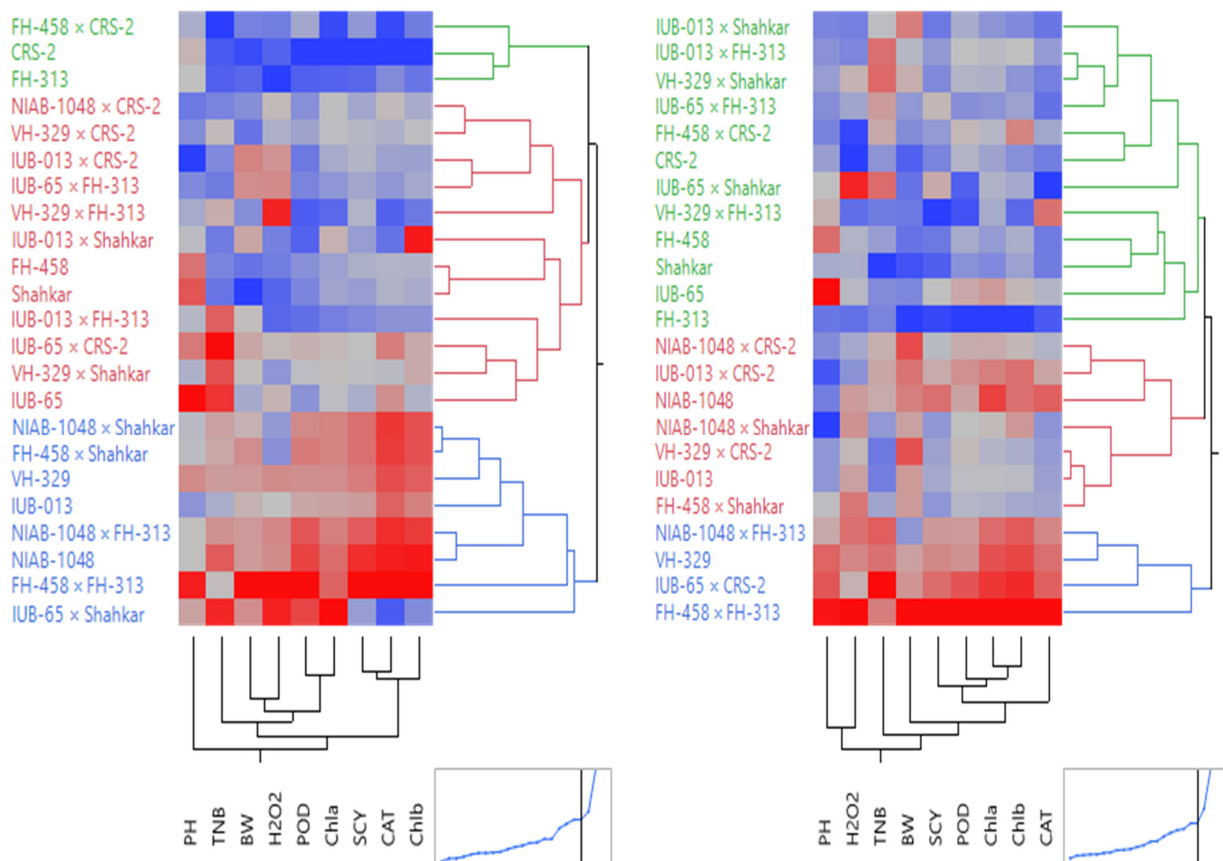 FH-458 × CRS-2
CRS-2
FH-313
NIAB-1048 × CRS-2
VH-329 × CRS-2
IUB-013 × CRS-2
IUB-65 × FH-313
VH-329 × FH-313
IUB-013 × Shahkar
FH-458
Shahkar
IUB-013 × FH-313
IUB-65 × CRS-2
VH-329 × Shahkar
IUB-65
NIAB-1048 × Shahkar
FH-458 × Shahkar
VH-329
IUB-013
NIAB-1048 × FH-313
NIAB-1048
FH-458 × FH-313
IUB-65 × Shahkar
PH
TNB
BW
H2O2
POD
Chla
SCY
CAT
Chlb
IUB-013 × Shahkar
IUB-013 × FH-313
VH-329 × Shahkar
IUB-65 × FH-313
FH-458 × CRS-2
CRS-2
IUB-65 × Shahkar
VH-329 × FH-313
FH-458
Shahkar
IUB-65
FH-313
NIAB-1048 × CRS-2
IUB-013 × CRS-2
NIAB-1048
NIAB-1048 × Shahkar
VH-329 × CRS-2
IUB-013
FH-458 × Shahkar
NIAB-1048 × FH-313
VH-329
IUB-65 × CRS-2
FH-458 × FH-313
PH
H2O2
TNB
BW
SCY
POD
Chla
Chlb
CAT